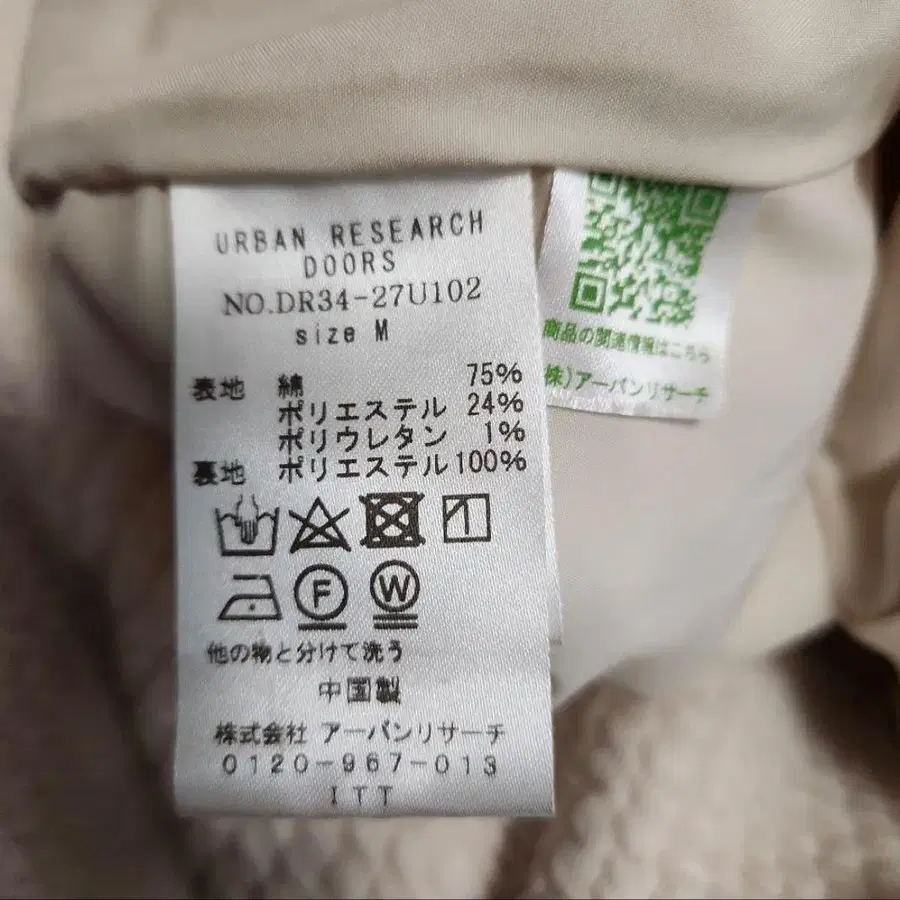 URBAN RESEARCH
DOORS
NO.DR34-27U102
size M
表地 綿 75%
ポリエステル 24%
ポリウレタン 1%
裏地 ポリエステル 100%
F W
他の物と分けて洗う
中国製
株式会社 アーバンリサーチ
0120-967-013
ITT
商品の関連情報はこちら
株)アーバンリサーチ